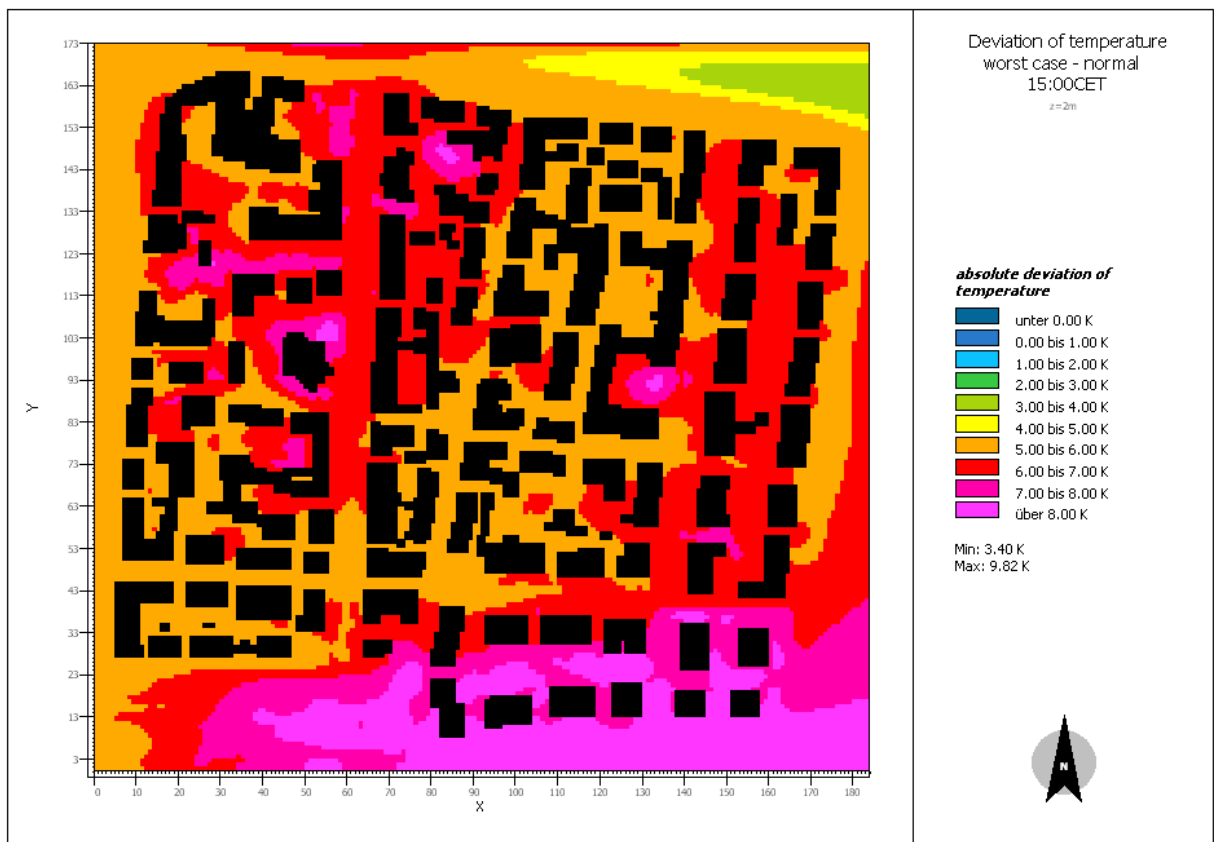 Deviation of temperature
worst case - normal
15:00CET
z=2m
173
163
153
143
133
123
113
103
93
83
73
63
53
43
33
23
13
3
Y
0 10 20 30 40 50 60 70 80 90 100 110 120 130 140 150 160 170 180
X
absolute deviation of
temperature
unter 0.00 K
0.00 bis 1.00 K
1.00 bis 2.00 K
2.00 bis 3.00 K
3.00 bis 4.00 K
4.00 bis 5.00 K
5.00 bis 6.00 K
6.00 bis 7.00 K
7.00 bis 8.00 K
über 8.00 K
Min: 3.40 K
Max: 9.82 K
N